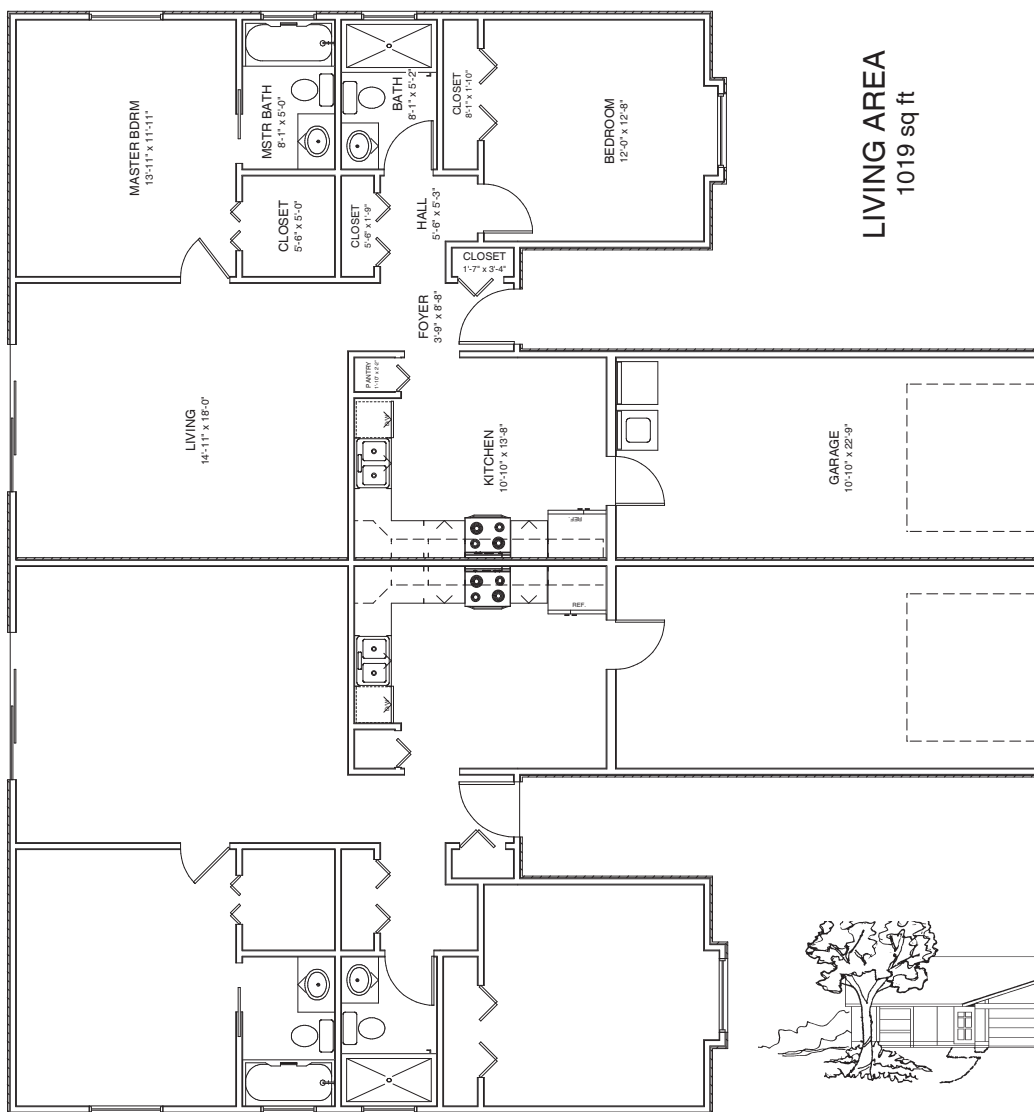 MASTER BDRM
13'-11" x 11'-11"
MSTR BATH
8'-1" x 5'-0"
BATH
8'-1" x 5'-2"
CLOSET
8'-1" x 1'-10"
BEDROOM
12'-0" x 12'-8"
CLOSET
5'-6" x 5'-0"
CLOSET
5'-6" x 1'-9"
HALL
5'-6" x 5'-3"
CLOSET
1'-7" x 3'-4"
FOYER
3'-9" x 8'-8"
LIVING AREA
1019 sq ft
LIVING
14'-11" x 18'-0"
PANTRY
KITCHEN
10'-10" x 13'-8"
GARAGE
10'-10" x 22'-9"
REF.
REF.